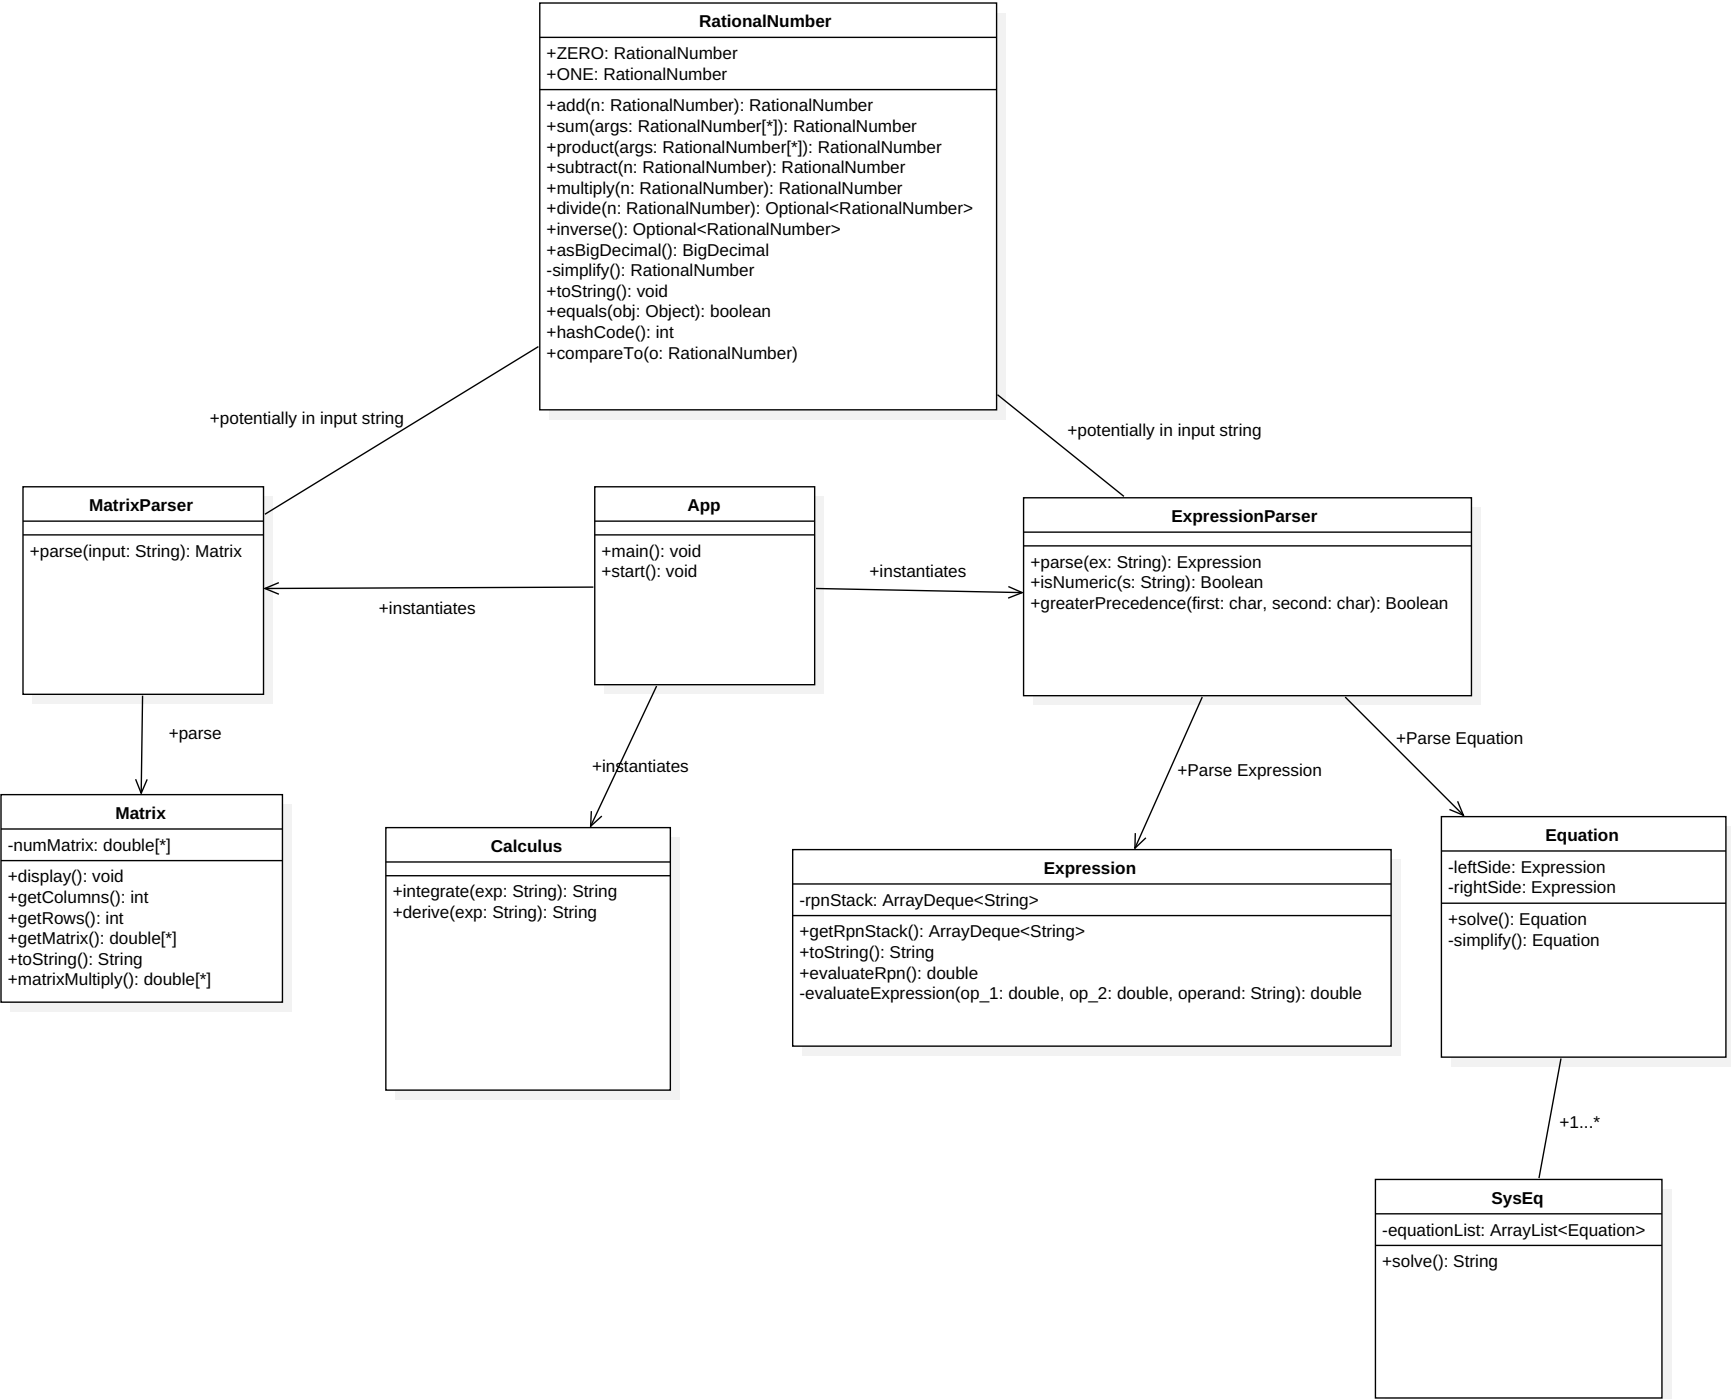 RationalNumber
+ZERO: RationalNumber
+ONE: RationalNumber
+add(n: RationalNumber): RationalNumber
+sum(args: RationalNumber[*]): RationalNumber
+product(args: RationalNumber[*]): RationalNumber
+subtract(n: RationalNumber): RationalNumber
+multiply(n: RationalNumber): RationalNumber
+divide(n: RationalNumber): Optional<RationalNumber>
+inverse(): Optional<RationalNumber>
+asBigDecimal(): BigDecimal
-simplify(): RationalNumber
+toString(): void
+equals(obj: Object): boolean
+hashCode(): int
+compareTo(o: RationalNumber)
+potentially in input string
+potentially in input string
MatrixParser
+parse(input: String): Matrix
App
+main(): void
+start(): void
ExpressionParser
+parse(ex: String): Expression
+isNumeric(s: String): Boolean
+greaterPrecedence(first: char, second: char): Boolean
+instantiates
+instantiates
+parse
+instantiates
+Parse Expression
+Parse Equation
Matrix
-numMatrix: double[*]
+display(): void
+getColumns(): int
+getRows(): int
+getMatrix(): double[*]
+toString(): String
+matrixMultiply(): double[*]
Calculus
+integrate(exp: String): String
+derive(exp: String): String
Expression
-rpnStack: ArrayDeque<String>
+getRpnStack(): ArrayDeque<String>
+toString(): String
+evaluateRpn(): double
-evaluateExpression(op_1: double, op_2: double, operand: String): double
Equation
-leftSide: Expression
-rightSide: Expression
+solve(): Equation
-simplify(): Equation
+1...*
SysEq
-equationList: ArrayList<Equation>
+solve(): String